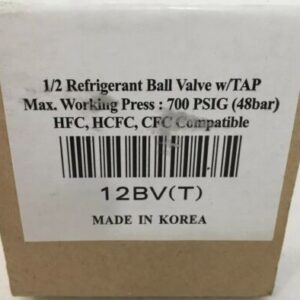 1/2 Refrigerant Ball Valve w/TAP
Max. Working Press : 700 PSIG (48bar)
HFC, HCFC, CFC Compatible
12BV(T)
MADE IN KOREA